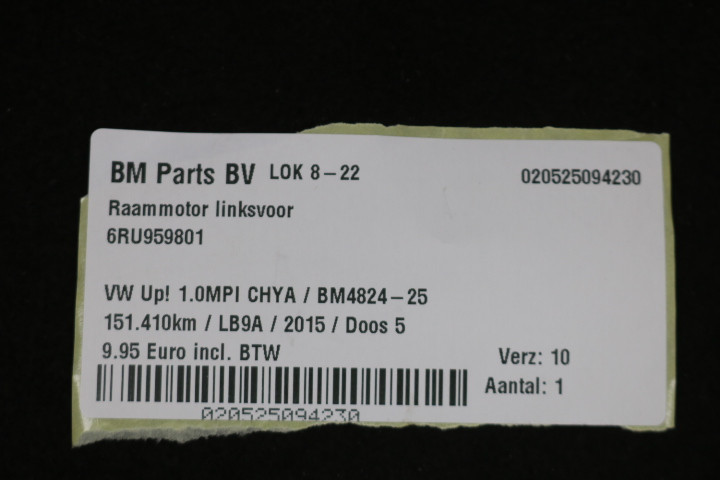 BM Parts BV LOK 8-22 020525094230
Raammotor linksvoor
6RU959801
VW Up! 1.0MPI CHYA / BM4824-25
151.410km / LB9A / 2015 / Doos 5
9.95 Euro incl. BTW
Verz: 10
Aantal: 1
020525094230